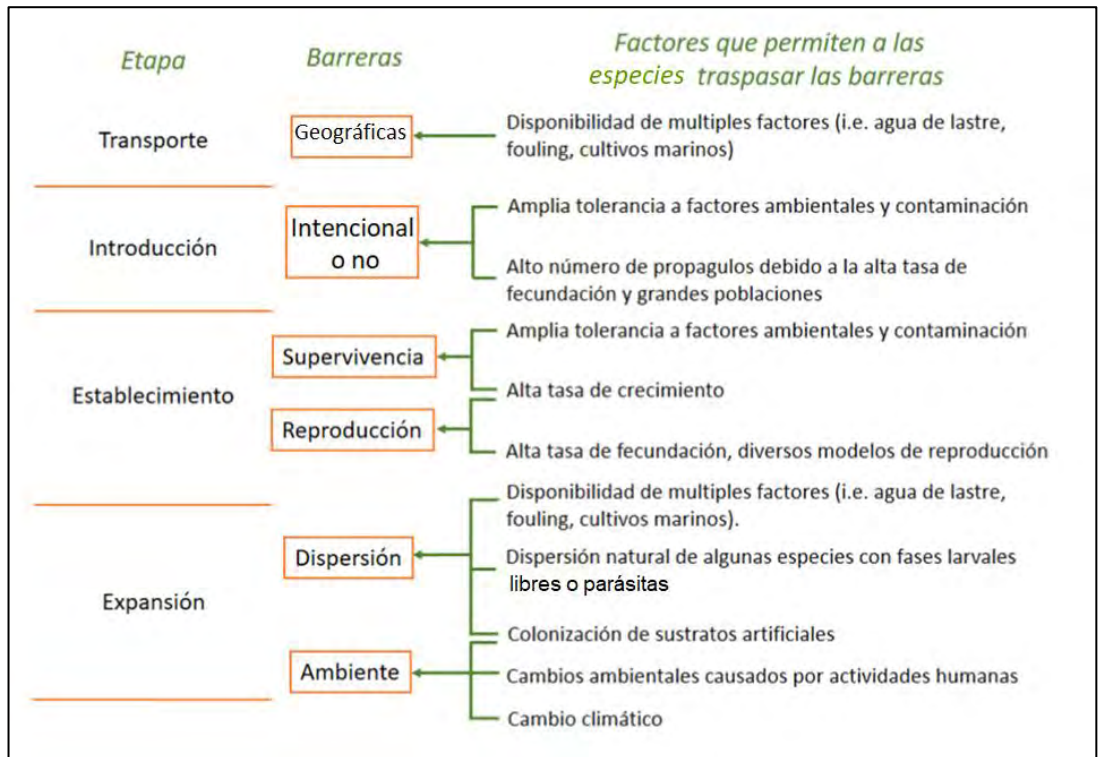 Etapa
Barreras
Factores que permiten a las
especies traspasar las barreras
Transporte
Geográficas
Disponibilidad de multiples factores (i.e. agua de lastre,
fouling, cultivos marinos)
Introducción
Intencional
o no
Amplia tolerancia a factores ambientales y contaminación
Alto número de propagulos debido a la alta tasa de
fecundación y grandes poblaciones
Establecimiento
Supervivencia
Amplia tolerancia a factores ambientales y contaminación
Alta tasa de crecimiento
Reproducción
Alta tasa de fecundación, diversos modelos de reproducción
Expansión
Dispersión
Disponibilidad de multiples factores (i.e. agua de lastre,
fouling, cultivos marinos).
Dispersión natural de algunas especies con fases larvales
libres o parásitas
Colonización de sustratos artificiales
Ambiente
Cambios ambientales causados por actividades humanas
Cambio climático